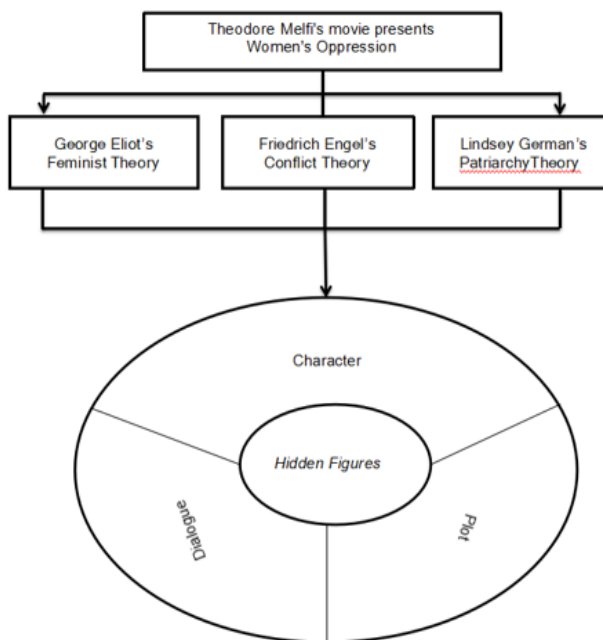 Theodore Melfi's movie presents
Women's Oppression
George Eliot's
Feminist Theory
Friedrich Engel's
Conflict Theory
Lindsey German's
PatriarchyTheory
Character
Hidden Figures
Dialogue
Plot